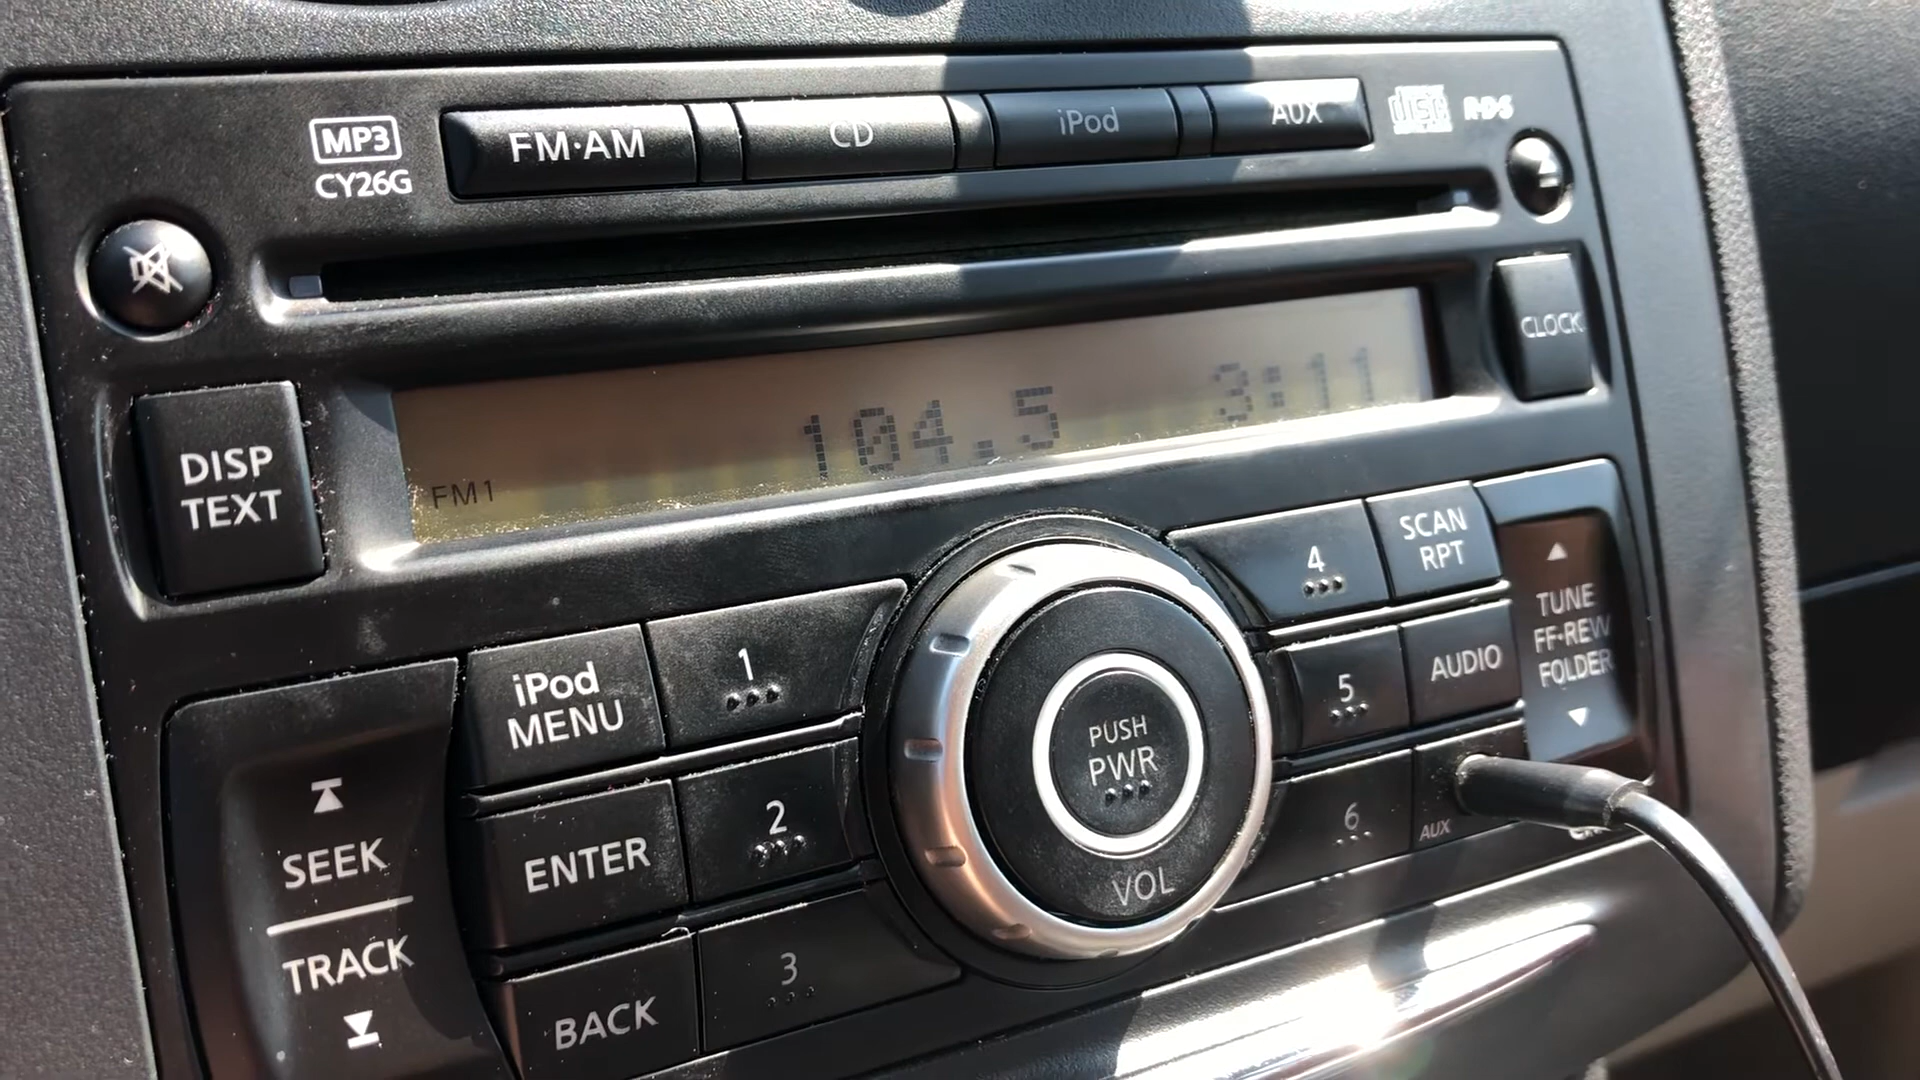 MP3
CY26G
FM·AM
CD
iPod
AUX
disc
R·D·S
CLOCK
DISP
TEXT
FM1
104.5
3:11
SEEK
TRACK
iPod
MENU
ENTER
BACK
1
2
3
PUSH
PWR
VOL
4
5
6
SCAN
RPT
AUDIO
AUX
TUNE
FF·REW
FOLDER